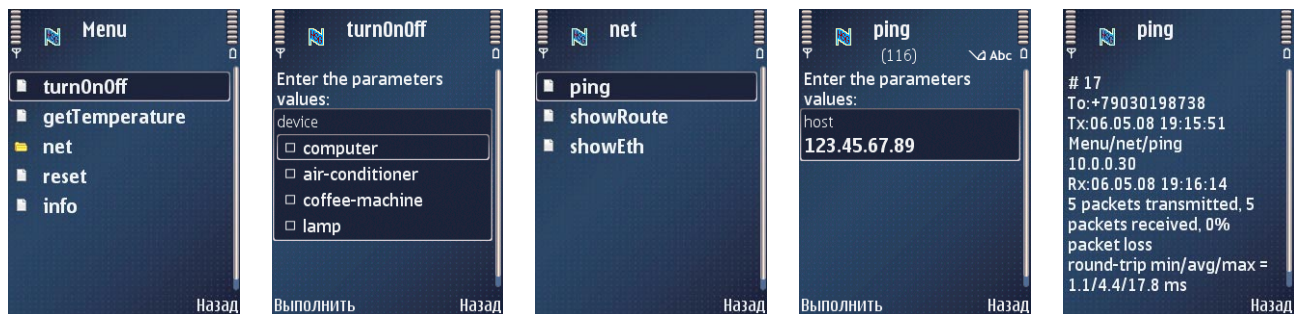 Menu
turnOnOff
getTemperature
net
reset
info
Назад
turnOnOff
Enter the parameters
values:
device
computer
air-conditioner
coffee-machine
lamp
Выполнить Назад
net
ping
showRoute
showEth
Назад
ping
(116) Abc
Enter the parameters
values:
host
123.45.67.89
Выполнить Назад
ping
# 17
To:+79030198738
Tx:06.05.08 19:15:51
Menu/net/ping
10.0.0.30
Rx:06.05.08 19:16:14
5 packets transmitted, 5
packets received, 0%
packet loss
round-trip min/avg/max =
1.1/4.4/17.8 ms
Назад